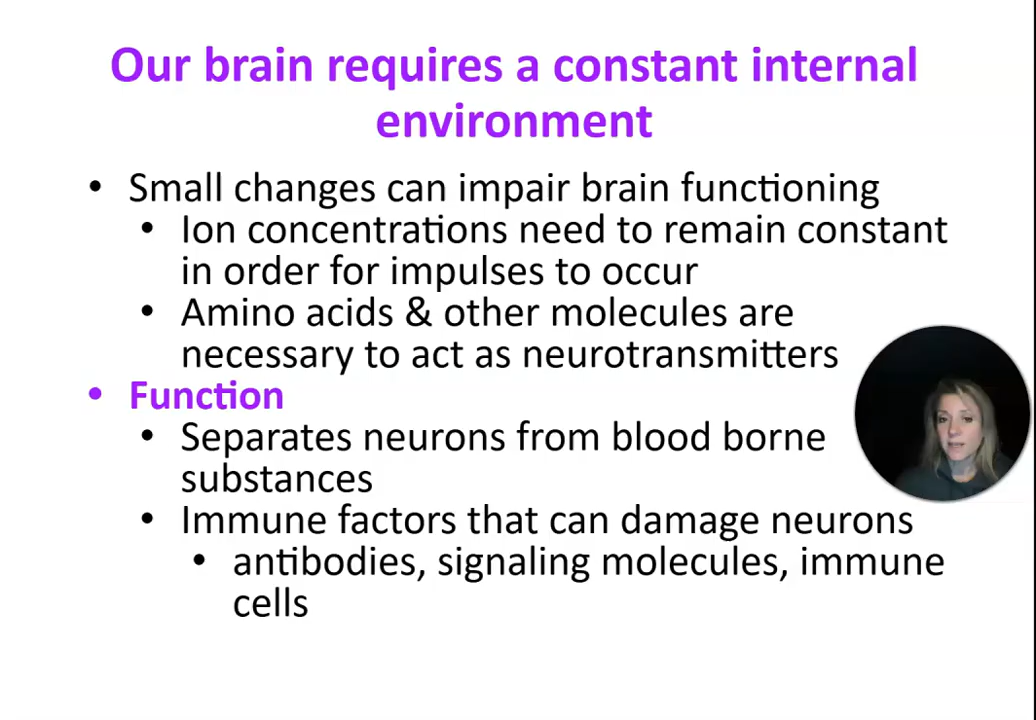 Our brain requires a constant internal
environment
• Small changes can impair brain functioning
• Ion concentrations need to remain constant
in order for impulses to occur
• Amino acids & other molecules are
necessary to act as neurotransmitters
• Function
• Separates neurons from blood borne
substances
• Immune factors that can damage neurons
• antibodies, signaling molecules, immune
cells